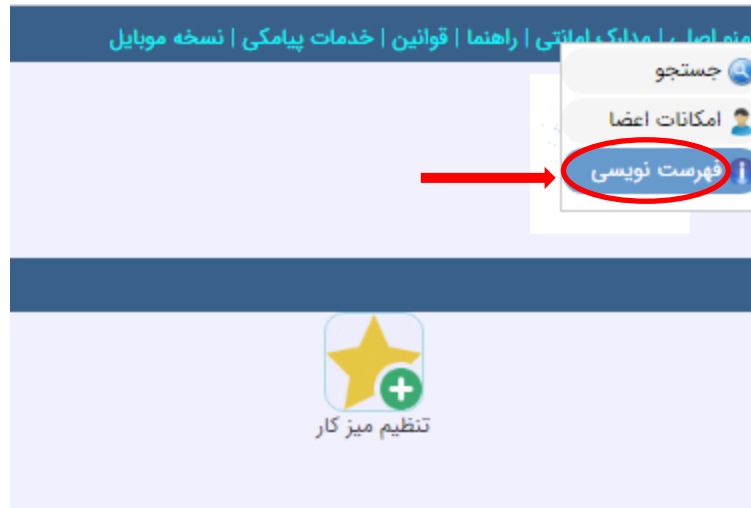 منو اصلی | مدارک امانتی | راهنما | قوانین | خدمات پیامکی | نسخه موبایل
جستجو
امکانات اعضا
فهرست نویسی
تنظیم میز کار